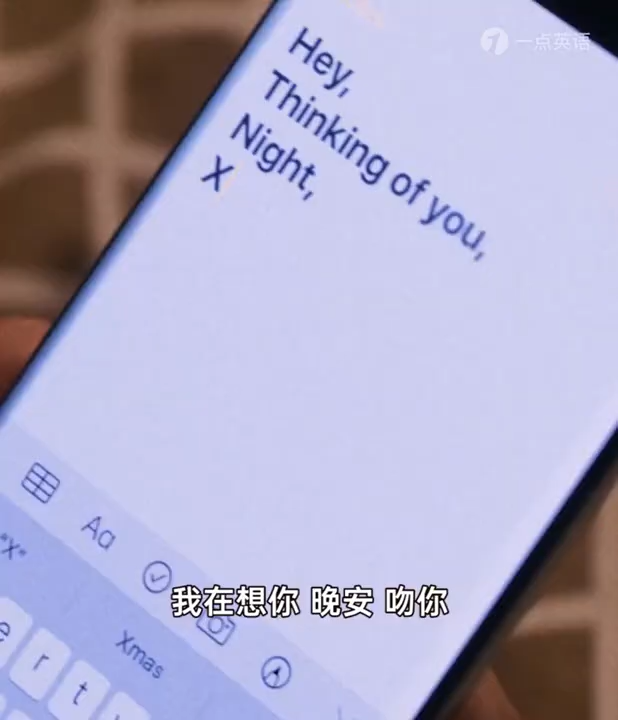 一点英语
Hey,
Thinking of you,
Night,
X
Aa
"X"
Xmas
e
r
t
我在想你 晚安 吻你